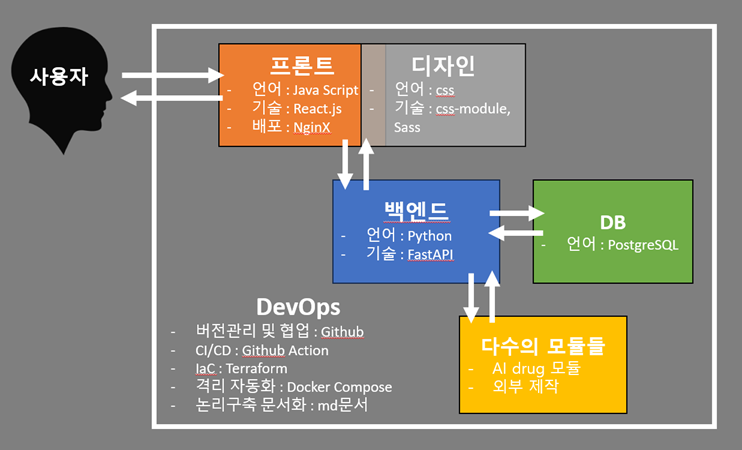 사용자
프론트
- 언어 : Java Script
- 기술 : React.js
- 배포 : NginX
디자인
- 언어 : css
- 기술 : css-module,
Sass
백엔드
- 언어 : Python
- 기술 : FastAPI
DB
- 언어 : PostgreSQL
DevOps
- 버전관리 및 협업 : Github
- CI/CD : Github Action
- IaC : Terraform
- 격리 자동화 : Docker Compose
- 논리구축 문서화 : md문서
다수의 모듈들
- AI drug 모듈
- 외부 제작